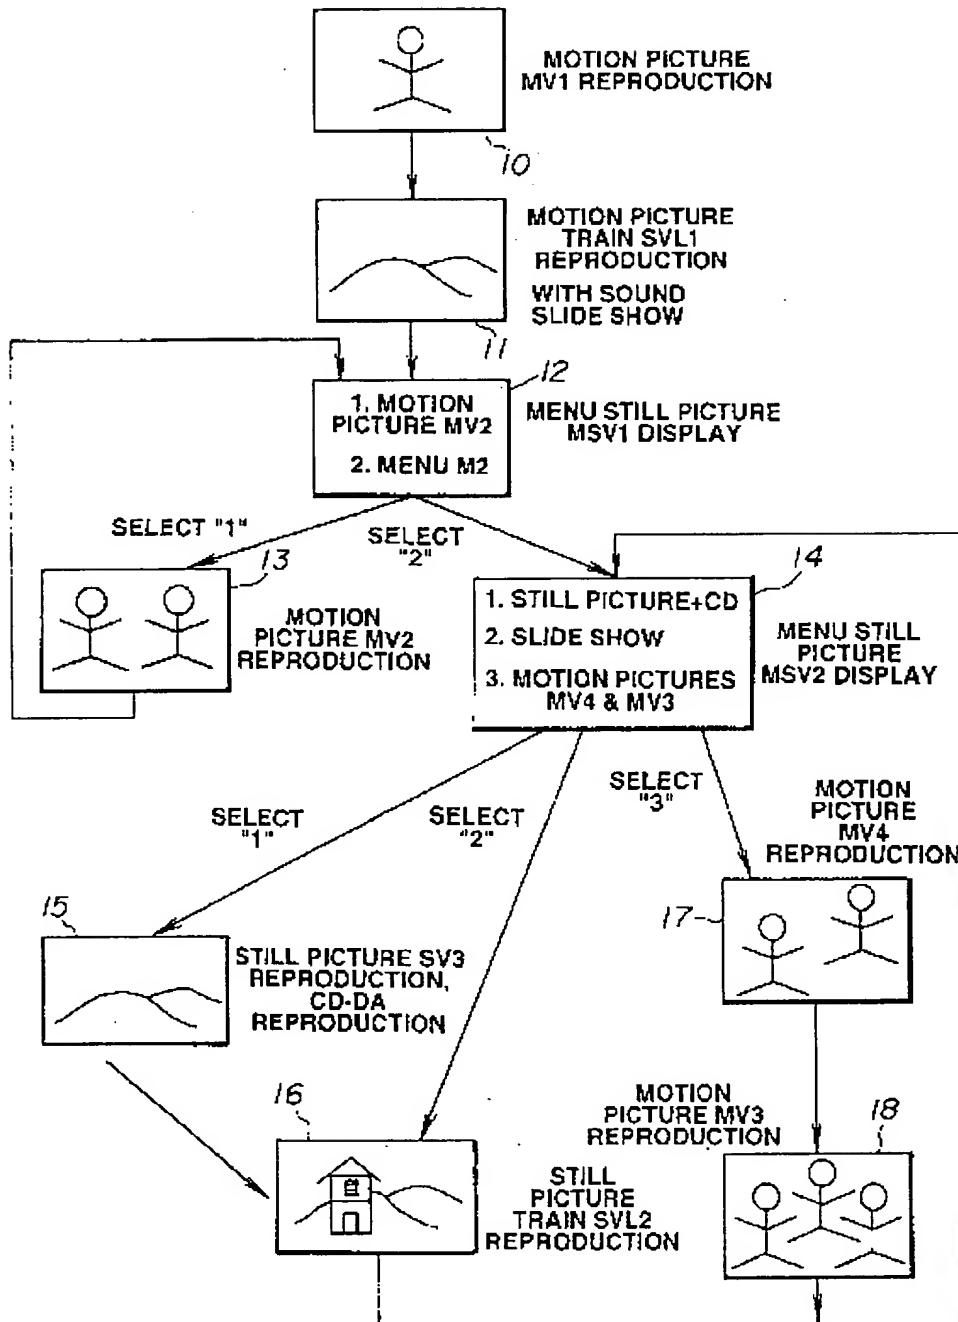 MOTION PICTURE
MV1 REPRODUCTION
10
MOTION PICTURE
TRAIN SVL1
REPRODUCTION
WITH SOUND
SLIDE SHOW
11
12
1. MOTION
PICTURE MV2
2. MENU M2
MENU STILL PICTURE
MSV1 DISPLAY
SELECT "1"
SELECT
"2"
13
MOTION
PICTURE MV2
REPRODUCTION
14
1. STILL PICTURE+CD
2. SLIDE SHOW
3. MOTION PICTURES
MV4 & MV3
MENU STILL
PICTURE
MSV2 DISPLAY
SELECT
"1"
SELECT
"2"
SELECT
"3"
MOTION
PICTURE
MV4
REPRODUCTION
15
STILL PICTURE SV3
REPRODUCTION,
CD-DA
REPRODUCTION
17
16
STILL
PICTURE
TRAIN SVL2
REPRODUCTION
MOTION
PICTURE MV3
REPRODUCTION
18